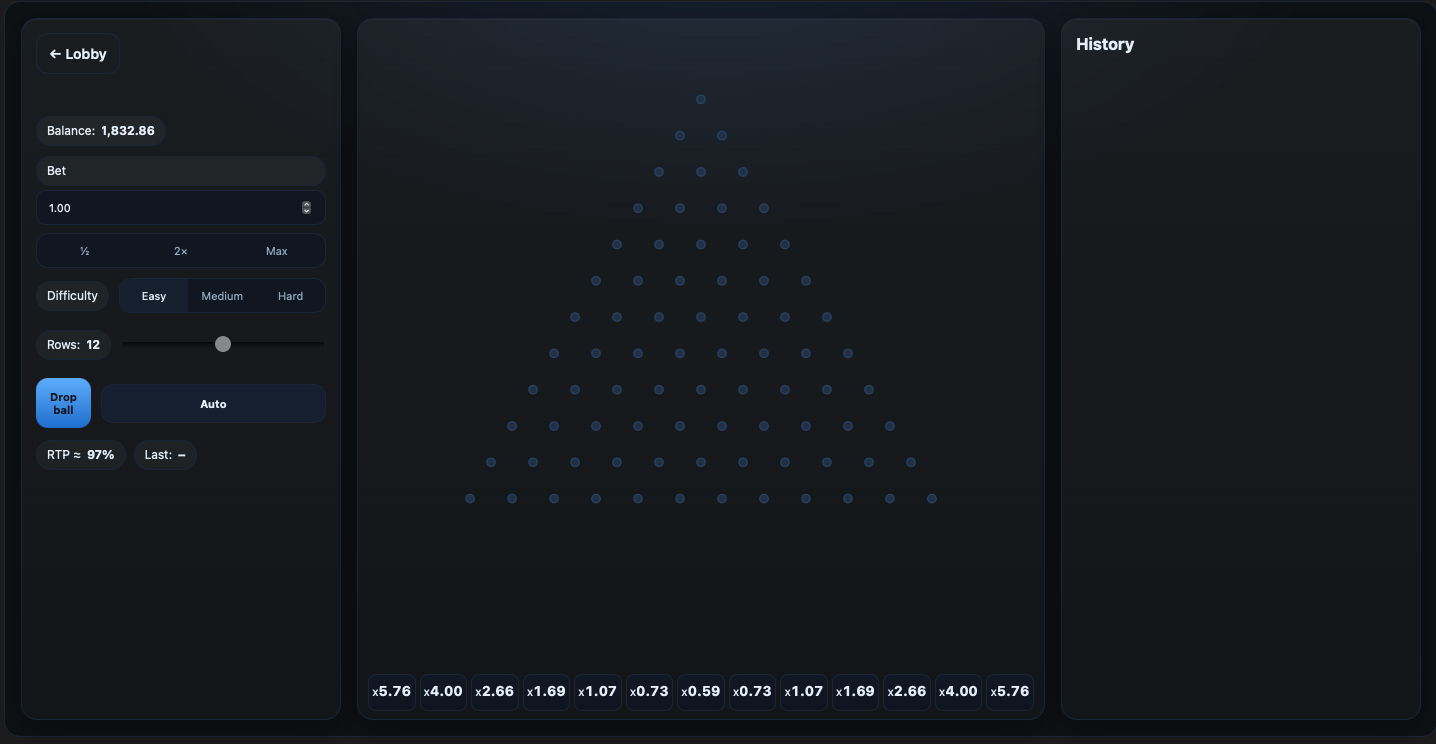 ← Lobby
Balance: 1,832.86
Bet
1.00
½ 2× Max
Difficulty Easy Medium Hard
Rows: 12
Drop
ball
Auto
RTP ≈ 97% Last: –
x5.76 x4.00 x2.66 x1.69 x1.07 x0.73 x0.59 x0.73 x1.07 x1.69 x2.66 x4.00 x5.76
History